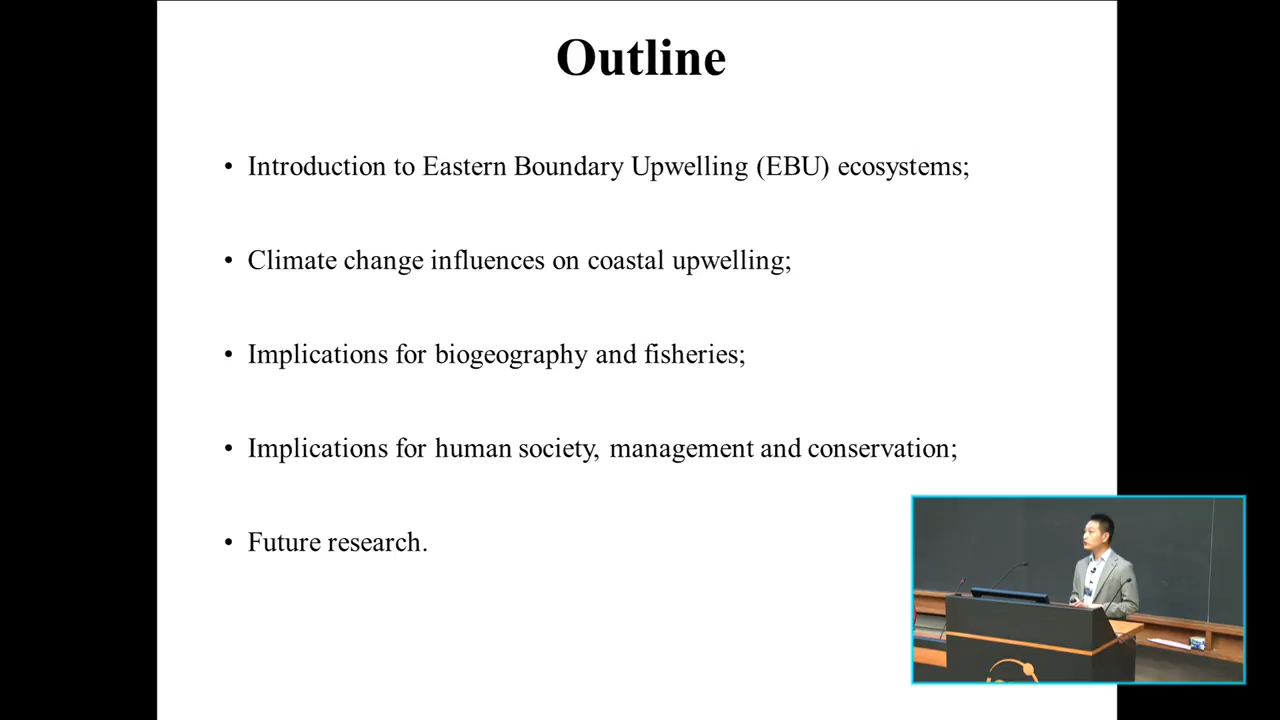 Outline
• Introduction to Eastern Boundary Upwelling (EBU) ecosystems;
• Climate change influences on coastal upwelling;
• Implications for biogeography and fisheries;
• Implications for human society, management and conservation;
• Future research.